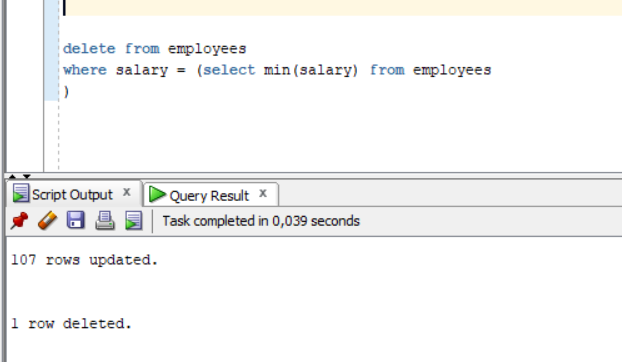 delete from employees
where salary = (select min(salary) from employees
)
Script Output x
Query Result x
Task completed in 0,039 seconds
107 rows updated.
1 row deleted.